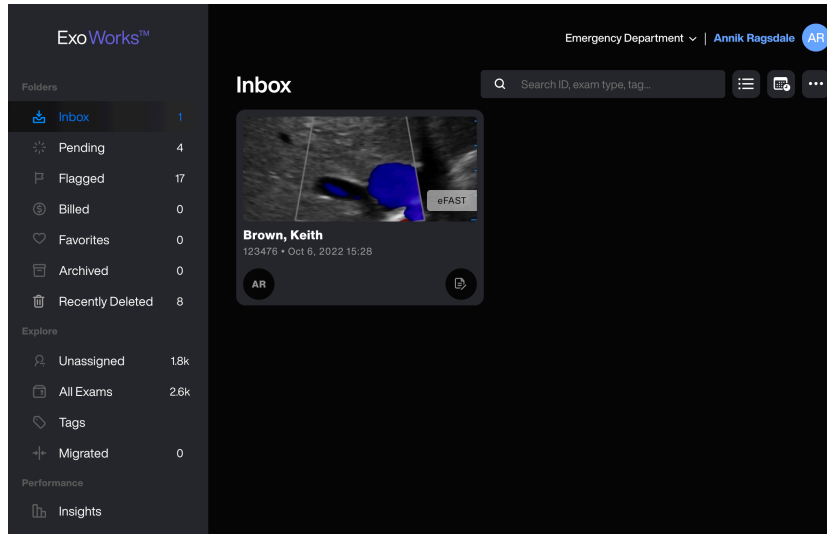 ExoWorks™
Emergency Department | Annik Ragsdale AR
Folders
Inbox 1
Pending 4
Flagged 17
Billed 0
Favorites 0
Archived 0
Recently Deleted 8
Explore
Unassigned 1.8k
All Exams 2.6k
Tags
Migrated 0
Performance
Insights
Inbox
Search ID, exam type, tag...
eFAST
Brown, Keith
123476 • Oct 6, 2022 15:28
AR